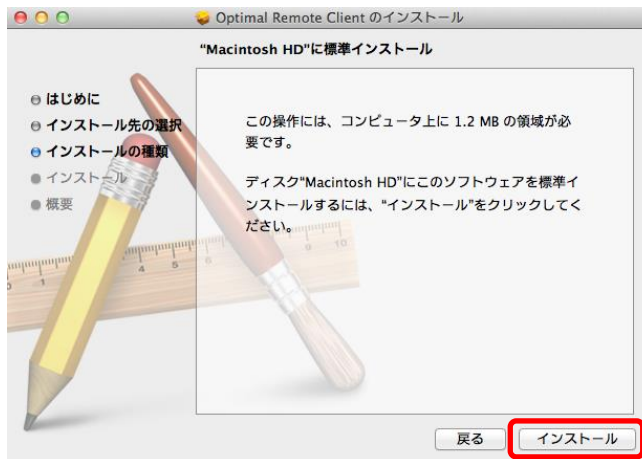 Optimal Remote Client のインストール
“Macintosh HD”に標準インストール
はじめに
インストール先の選択
インストールの種類
インストール
概要
この操作には、コンピュータ上に 1.2 MB の領域が必
要です。
ディスク“Macintosh HD”にこのソフトウェアを標準イ
ンストールするには、“インストール”をクリックしてく
ださい。
1 4 5 6 9 10
戻る インストール